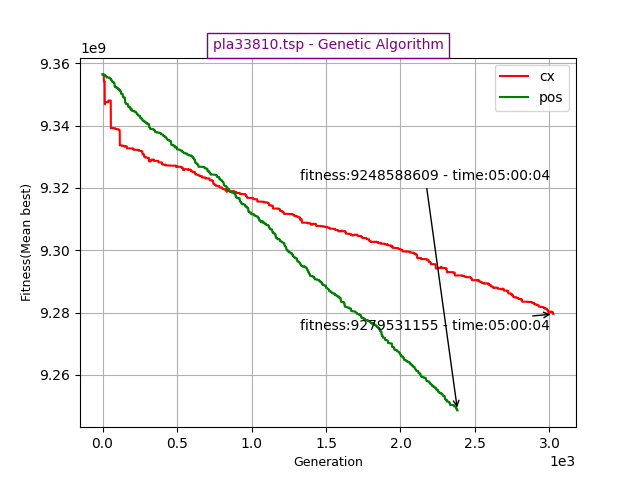 pla33810.tsp - Genetic Algorithm
1e9
9.36
9.34
9.32
9.30
9.28
9.26
Fitness(Mean best)
cx
pos
fitness:9248588609 - time:05:00:04
fitness:9279531155 - time:05:00:04
0.0 0.5 1.0 1.5 2.0 2.5 3.0
Generation
1e3